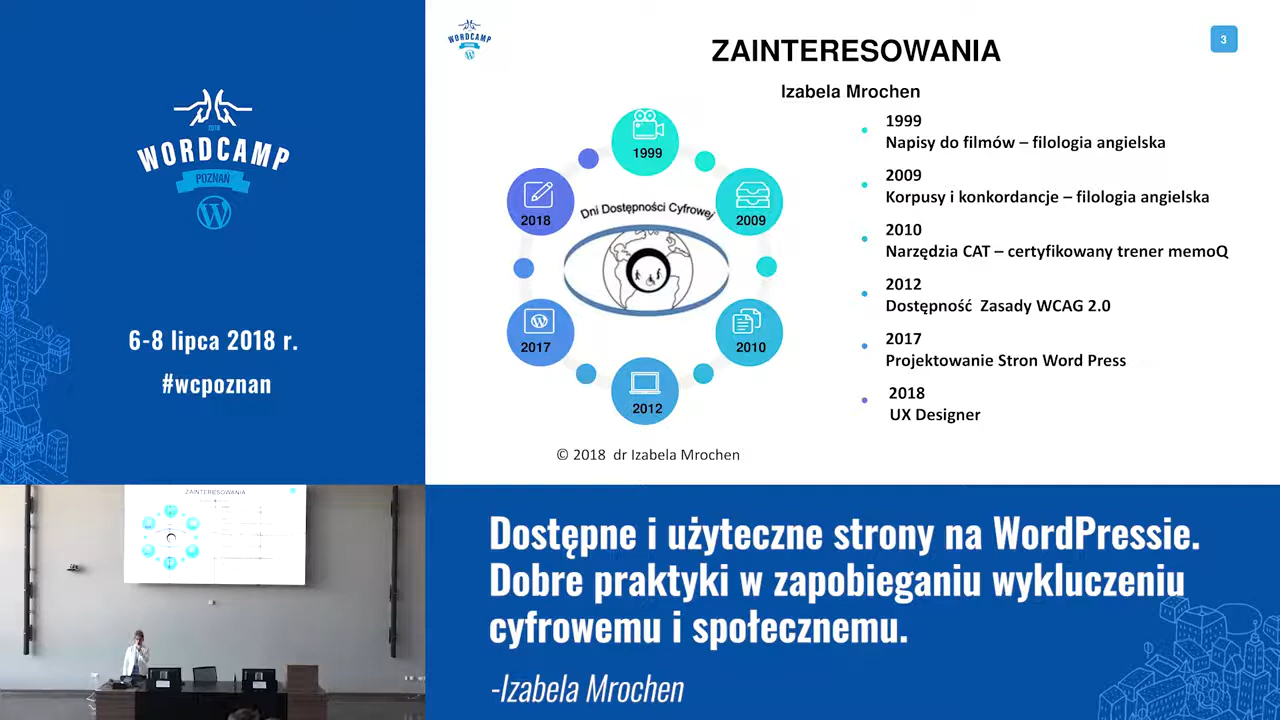 2018
WORDCAMP
POZNAŃ
6-8 lipca 2018 r.
#wcpoznan
WORDCAMP
ZAINTERESOWANIA
3
Izabela Mrochen
1999
2009
2010
2012
2017
2018
Dni Dostępności Cyfrowej
1999
Napisy do filmów – filologia angielska
2009
Korpusy i konkordancje – filologia angielska
2010
Narzędzia CAT – certyfikowany trener memoQ
2012
Dostępność Zasady WCAG 2.0
2017
Projektowanie Stron Word Press
2018
UX Designer
© 2018 dr Izabela Mrochen
ZAINTERESOWANIA
Dostępne i użyteczne strony na WordPressie.
Dobre praktyki w zapobieganiu wykluczeniu
cyfrowemu i społecznemu.
-Izabela Mrochen